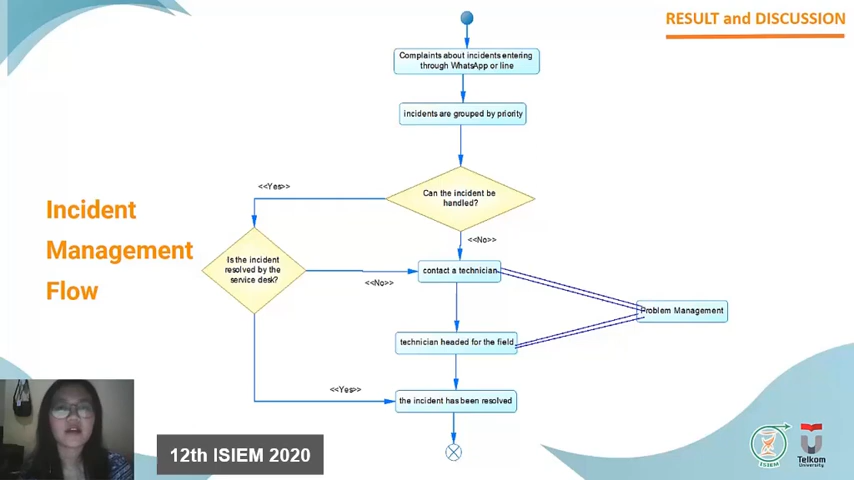 RESULT and DISCUSSION
Complaints about incidents entering
through WhatsApp or line
incidents are grouped by priority
Can the incident be
handled?
<<Yes>>
<<No>>
Incident
Management
Flow
Is the incident
resolved by the
service desk?
<<No>>
contact a technician
Problem Management
technician headed for the field
<<Yes>>
the incident has been resolved
12th ISIEM 2020
ISIEM
Telkom
University